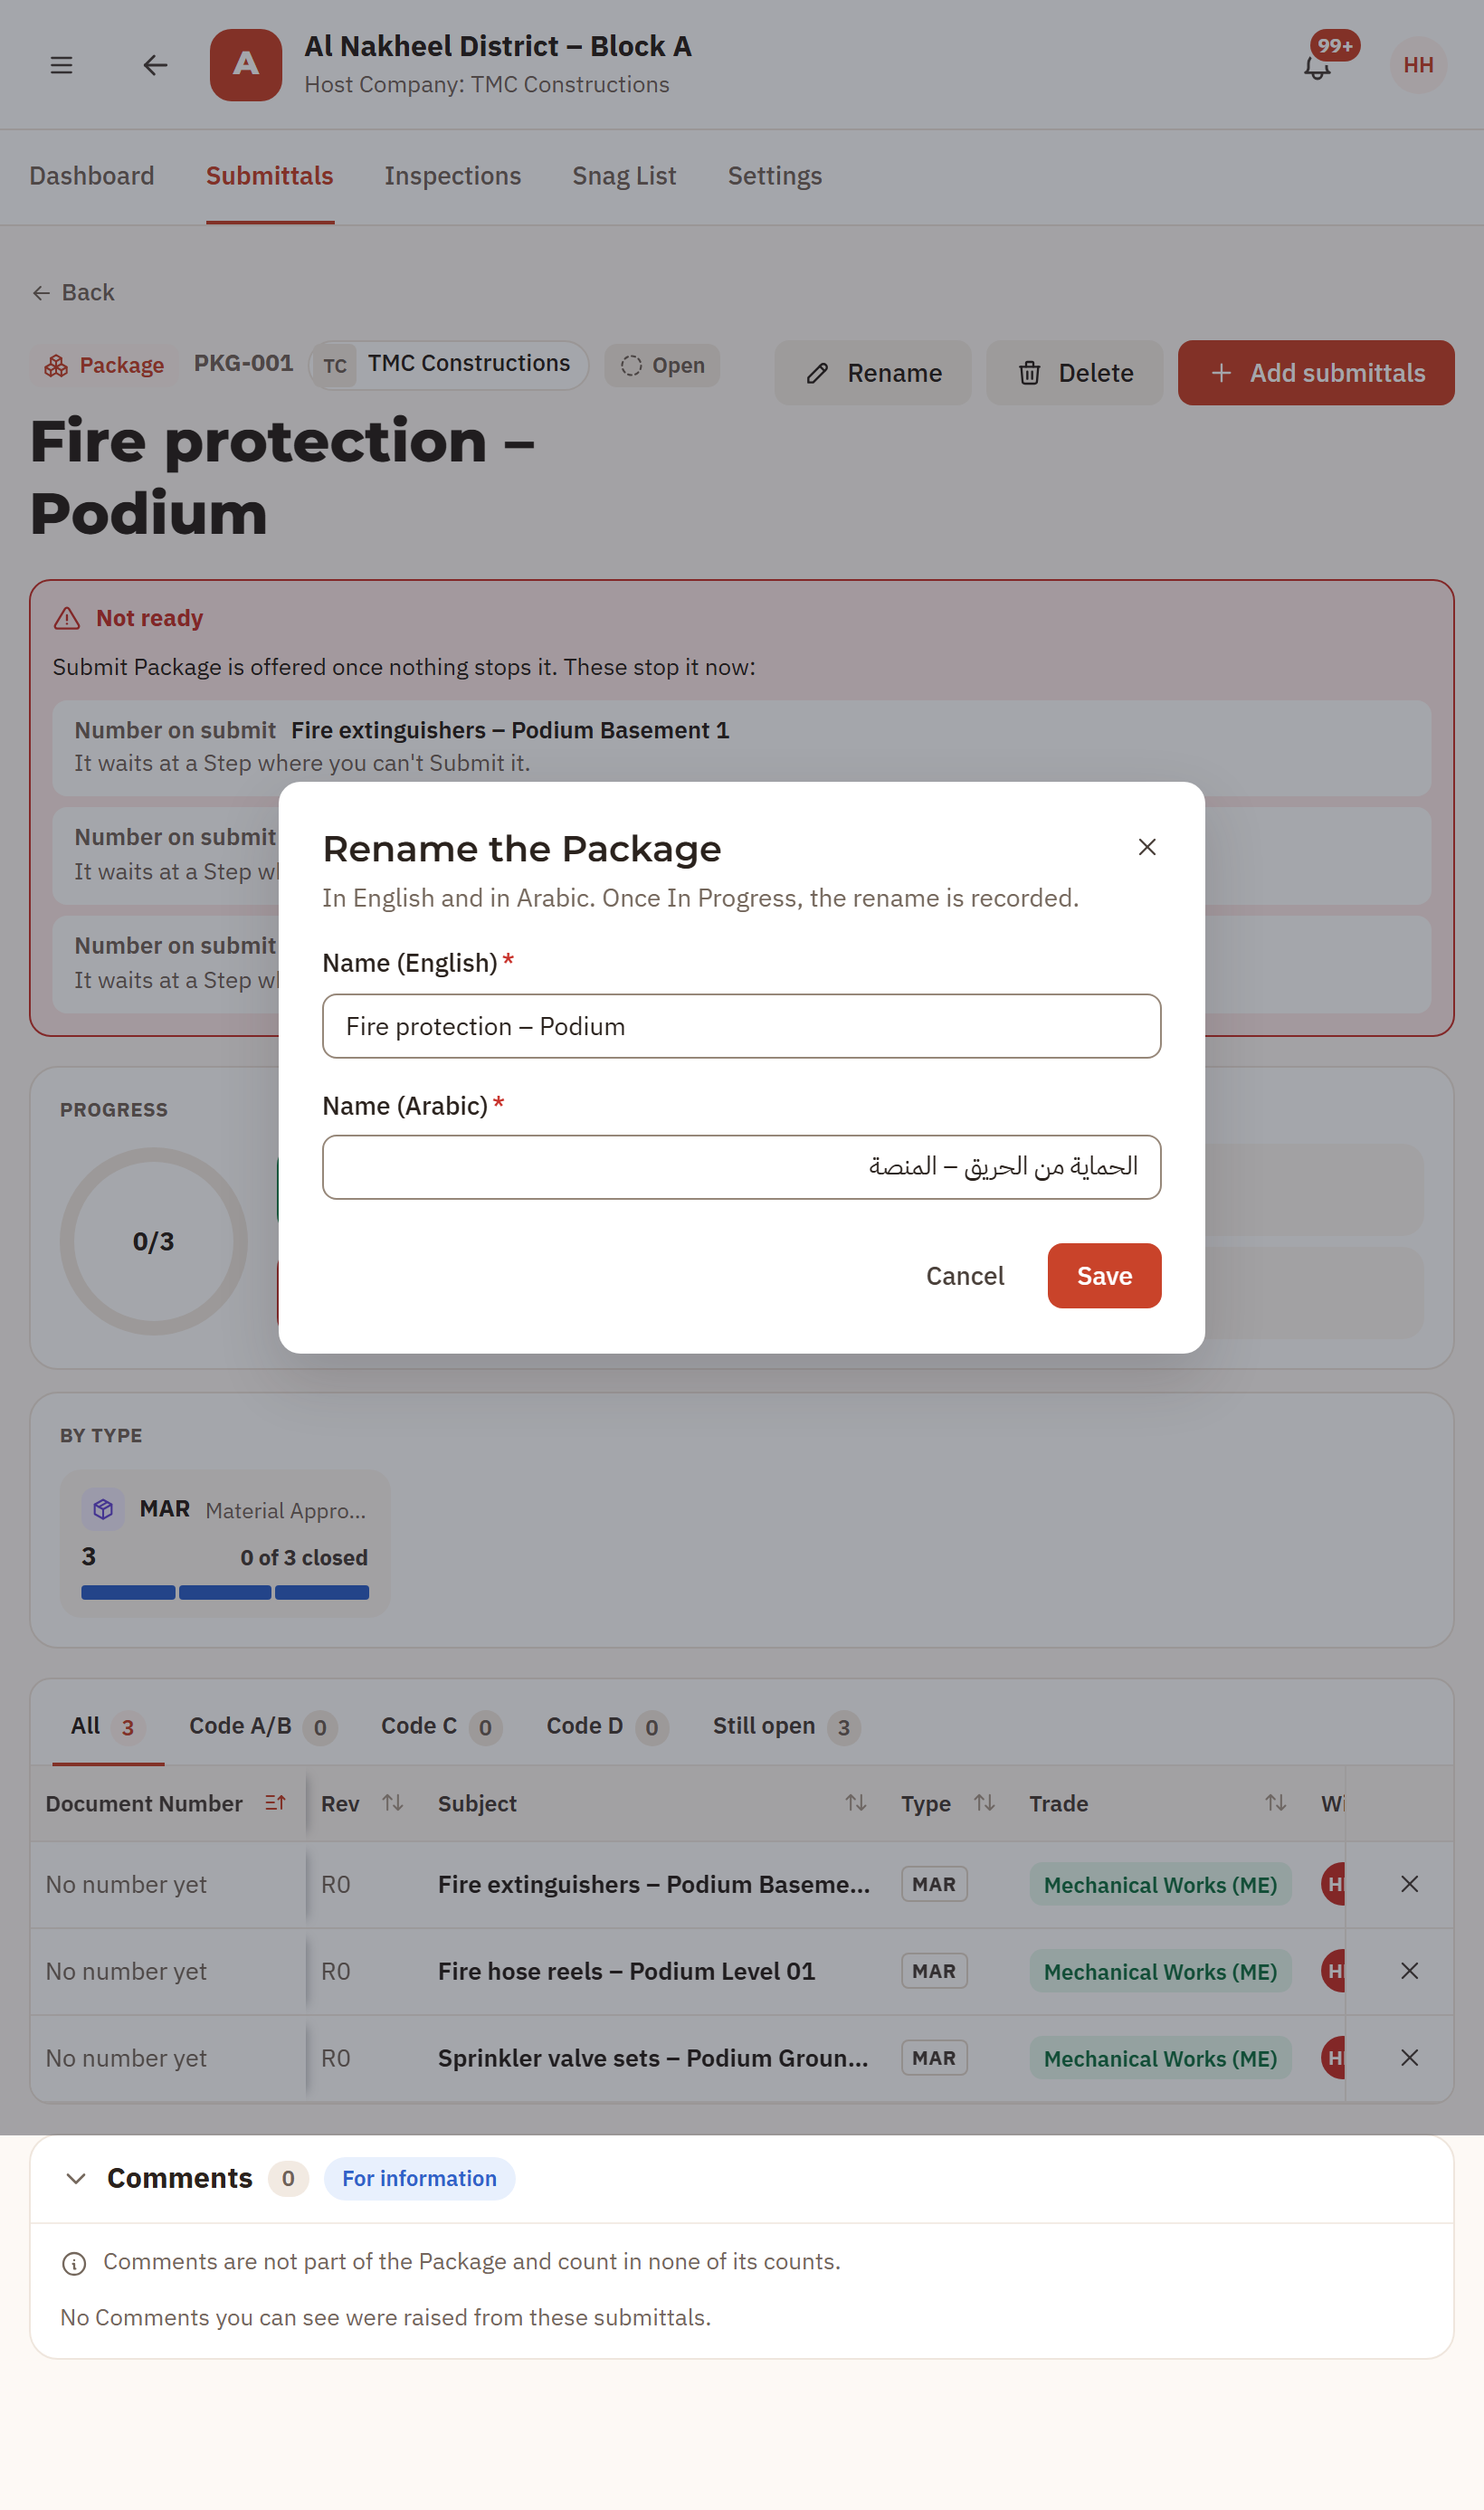 A
Al Nakheel District – Block A
Host Company: TMC Constructions
99+
HH
Dashboard
Submittals
Inspections
Snag List
Settings
Back
Package
PKG-001
TC
TMC Constructions
Open
Rename
Delete
Add submittals
Fire protection –
Podium
Not ready
Submit Package is offered once nothing stops it. These stop it now:
Number on submit Fire extinguishers – Podium Basement 1
It waits at a Step where you can't Submit it.
Number on submit
It waits at a Step
Number on submit
It waits at a Step
Rename the Package
In English and in Arabic. Once In Progress, the rename is recorded.
Name (English) *
Fire protection – Podium
Name (Arabic) *
الحماية من الحريق – المنصة
Cancel
Save
PROGRESS
0/3
BY TYPE
MAR Material Appro...
3
0 of 3 closed
All 3
Code A/B 0
Code C 0
Code D 0
Still open 3
Document Number
Rev
Subject
Type
Trade
No number yet
R0
Fire extinguishers – Podium Baseme...
MAR
Mechanical Works (ME)
No number yet
R0
Fire hose reels – Podium Level 01
MAR
Mechanical Works (ME)
No number yet
R0
Sprinkler valve sets – Podium Groun...
MAR
Mechanical Works (ME)
Comments 0 For information
Comments are not part of the Package and count in none of its counts.
No Comments you can see were raised from these submittals.